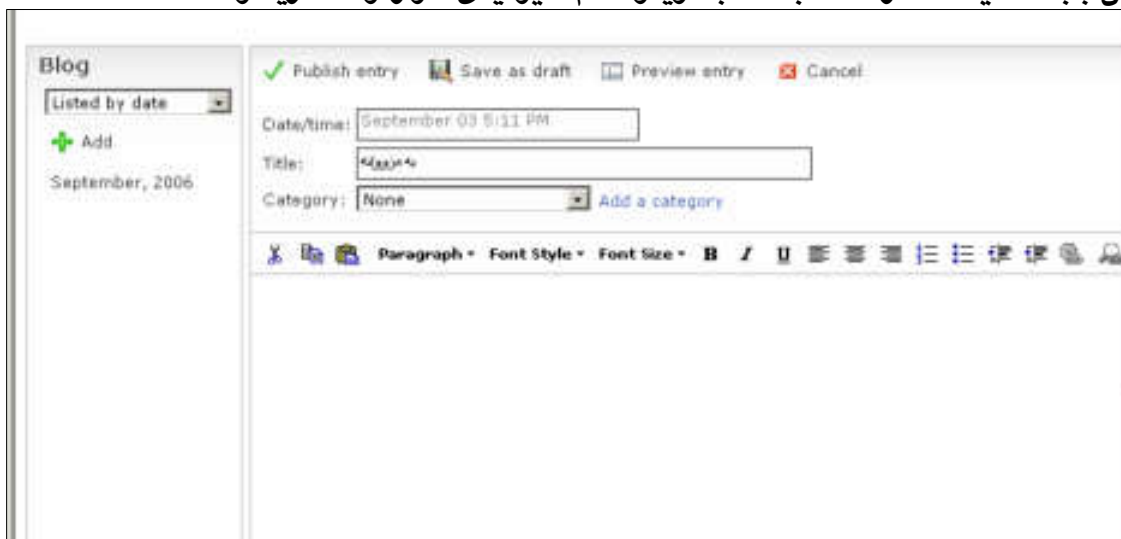 Blog
Listed by date
Add
September, 2006
Publish entry Save as draft Preview entry Cancel
Date/time: September 03 5:11 PM
Title:
Category: None Add a category
Paragraph Font Style Font Size B I U